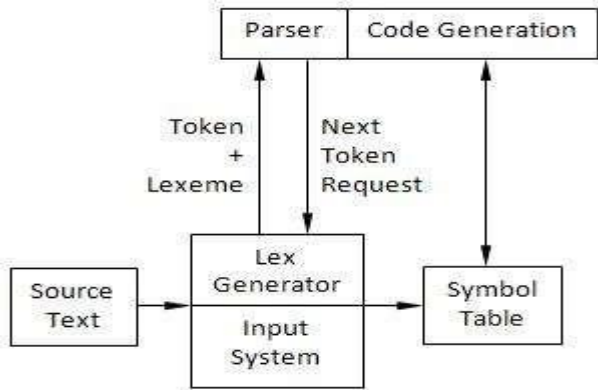 Parser
Code Generation
Token
+
Lexeme
Next
Token
Request
Lex
Generator
Source
Text
Input
System
Symbol
Table